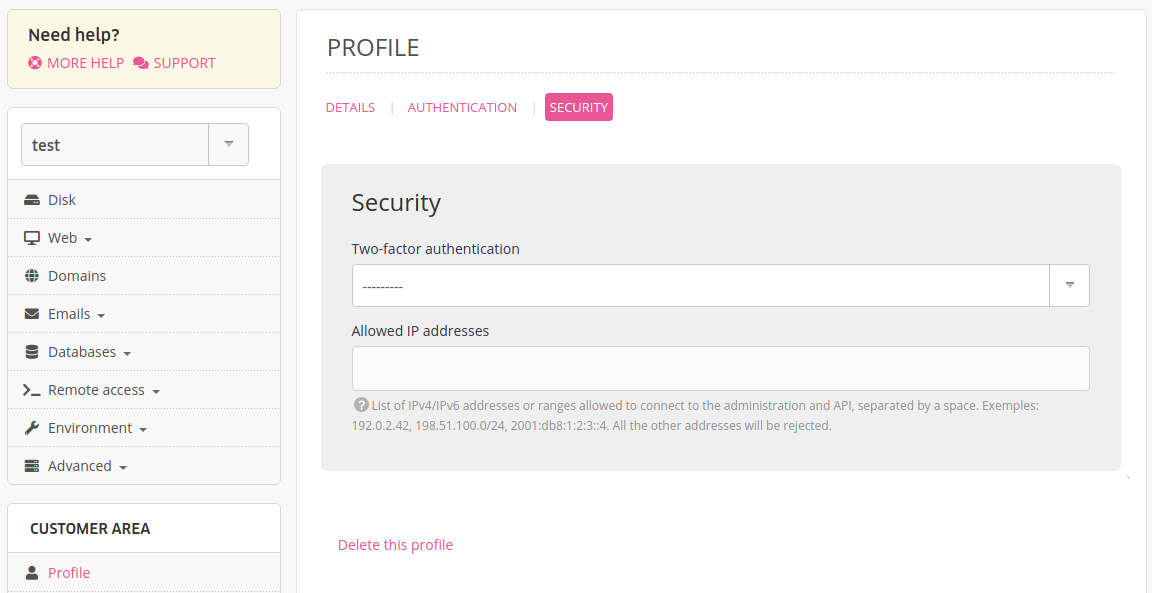 Need help?
MORE HELP SUPPORT
test
Disk
Web
Domains
Emails
Databases
Remote access
Environment
Advanced
CUSTOMER AREA
Profile
PROFILE
DETAILS | AUTHENTICATION | SECURITY
Security
Two-factor authentication
---------
Allowed IP addresses
List of IPv4/IPv6 addresses or ranges allowed to connect to the administration and API, separated by a space. Exemples:
192.0.2.42, 198.51.100.0/24, 2001:db8:1:2:3::4. All the other addresses will be rejected.
Delete this profile